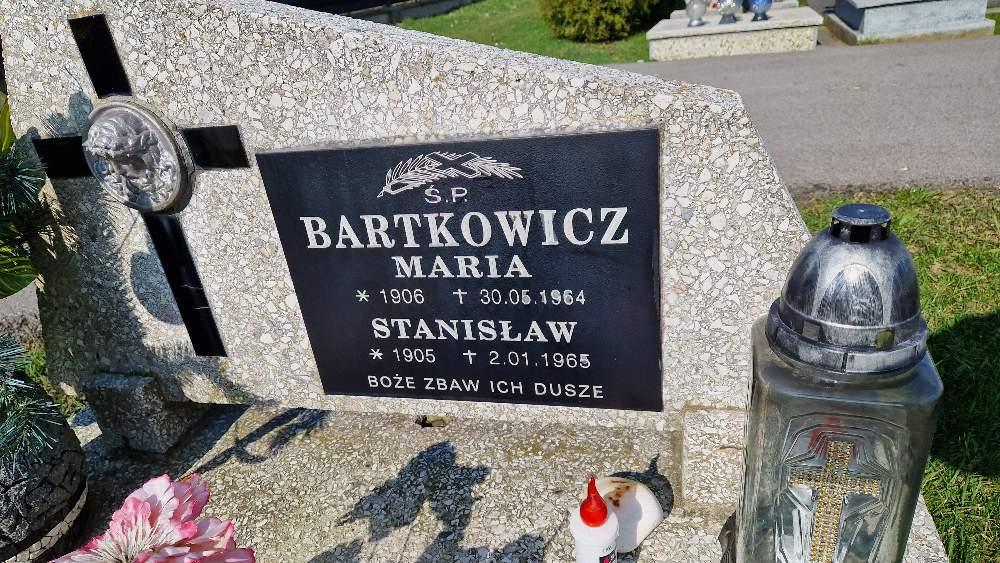 Ś.P.
BARTKOWICZ
MARIA
* 1906 ✝ 30.05.1964
STANISŁAW
* 1905 ✝ 2.01.1965
BOŻE ZBAW ICH DUSZE